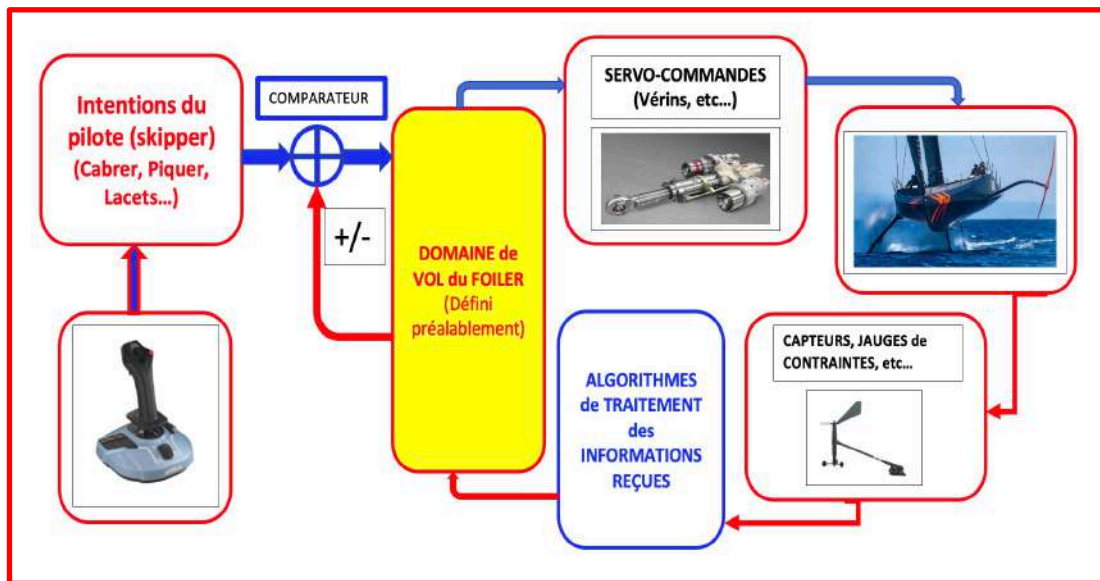 Intentions du
pilote (skipper)
(Cabrer, Piquer,
Lacets...)
COMPARATEUR
+/-
DOMAINE de
VOL du FOILER
(Défini
préalablement)
SERVO-COMMANDES
(Vérins, etc...)
CAPTEURS, JAUGES de
CONTRAINTES, etc...
ALGORITHMES
de TRAITEMENT
des
INFORMATIONS
REÇUES